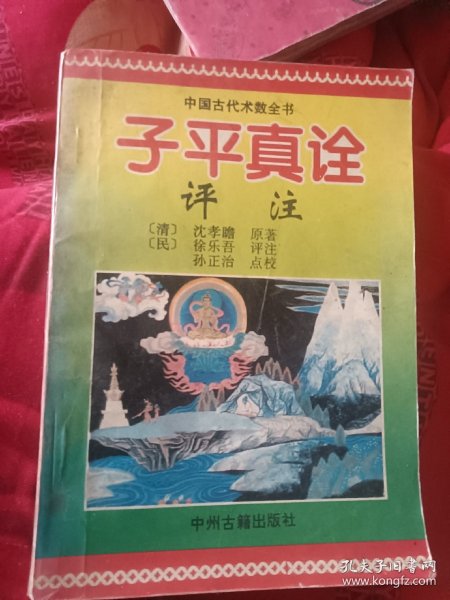 中国古代术数全书
子平真诠
评 注
〔清〕 沈孝瞻 原著
〔民〕 徐乐吾 评注
孙正治 点校
中州古籍出版社
孔夫子旧书网
www.kongfz.com